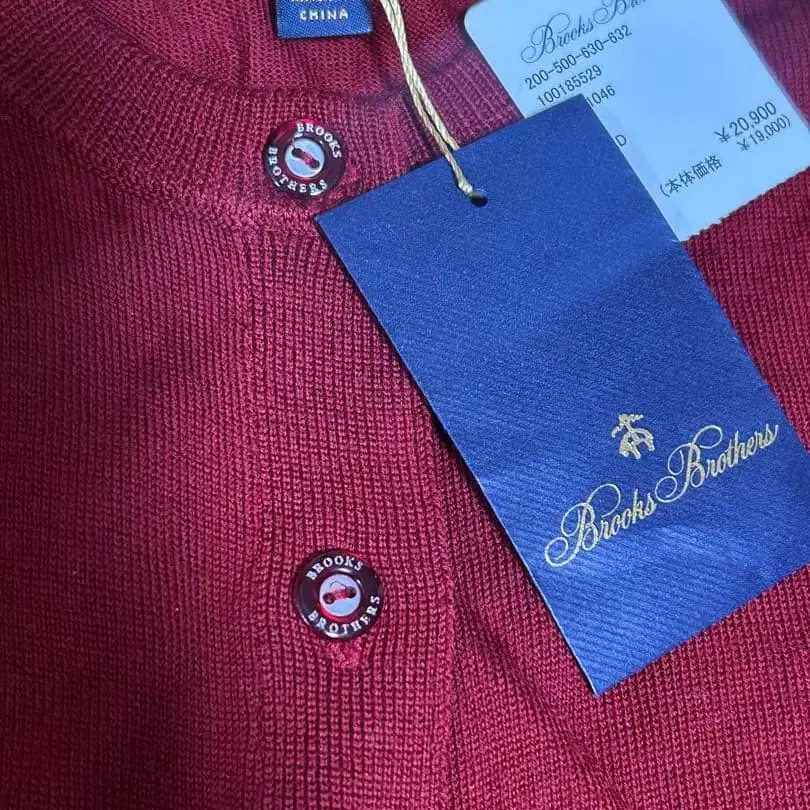 CHINA
Brooks
200-500-630-632
100185529
1046
D
¥20,900
(本体価格 ¥19,000)
BROOKS
BROTHERS
Brooks Brothers
BROOKS
BROTHERS